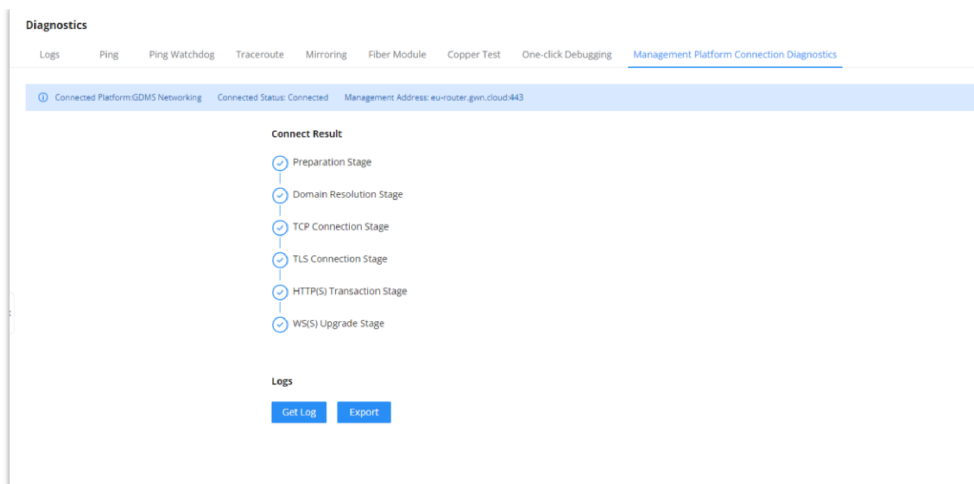 Diagnostics
Logs Ping Ping Watchdog Traceroute Mirroring Fiber Module Copper Test One-click Debugging Management Platform Connection Diagnostics
Connected Platform:GDMS Networking Connected Status: Connected Management Address: eu-router.gwn.cloud:443
Connect Result
Preparation Stage
Domain Resolution Stage
TCP Connection Stage
TLS Connection Stage
HTTP(S) Transaction Stage
WS(S) Upgrade Stage
Logs
Get Log Export